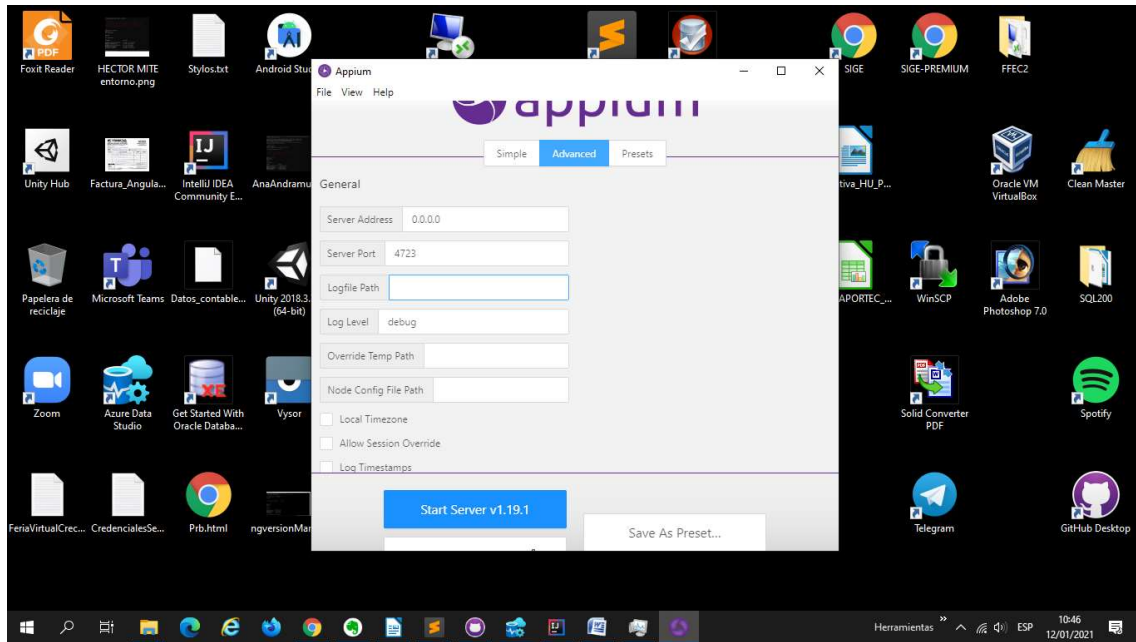 PDF
Foxit Reader
HECTOR MITE
entorno.png
Stylos.txt
Android Stu
SIGE
SIGE-PREMIUM
FFEC2
Appium
File View Help
appium
Simple Advanced Presets
Unity Hub
Factura_Angula...
IJ
IntelliJ IDEA
Community E...
AnaAndramu
tiva_HU_P...
Oracle VM
VirtualBox
Clean Master
General
Server Address 0.0.0.0
Server Port 4723
Logfile Path
Log Level debug
Override Temp Path
Node Config File Path
Local Timezone
Allow Session Override
Log Timestamps
Papelera de
reciclaje
Microsoft Teams
Datos_contable...
Unity 2018.3.
(64-bit)
APORTEC_...
WinSCP
Adobe
Photoshop 7.0
SQL200
Zoom
Azure Data
Studio
XE
Get Started With
Oracle Databa...
Vysor
Solid Converter
PDF
Spotify
Start Server v1.19.1
Save As Preset...
FeriaVirtualCrec...
CredencialesSe...
Prb.html
ngversionMar
Telegram
GitHub Desktop
Herramientas
ESP
10:46
12/01/2021